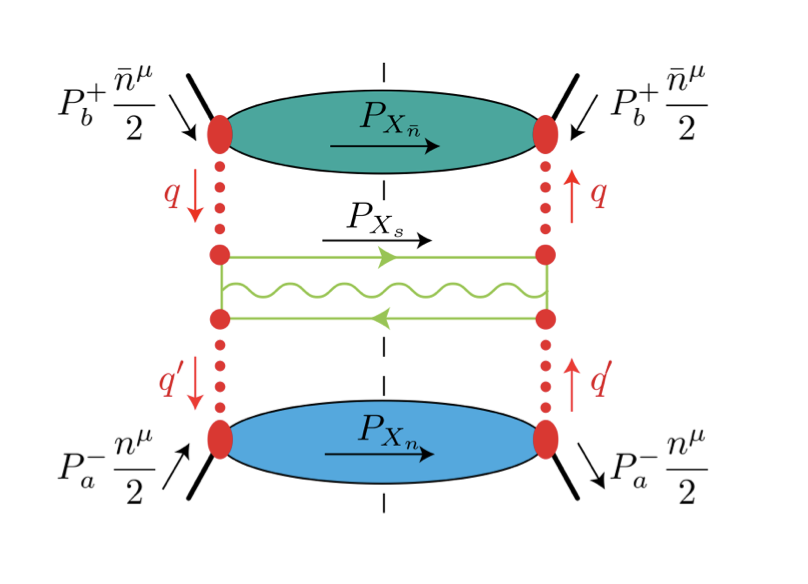 $P_b^+ \frac{\bar{n}^\mu}{2}$
$P_{X_{\bar{n}}}$
$P_b^+ \frac{\bar{n}^\mu}{2}$
$q$
$P_{X_s}$
$q$
$q'$
$q'$
$P_a^- \frac{n^\mu}{2}$
$P_{X_n}$
$P_a^- \frac{n^\mu}{2}$